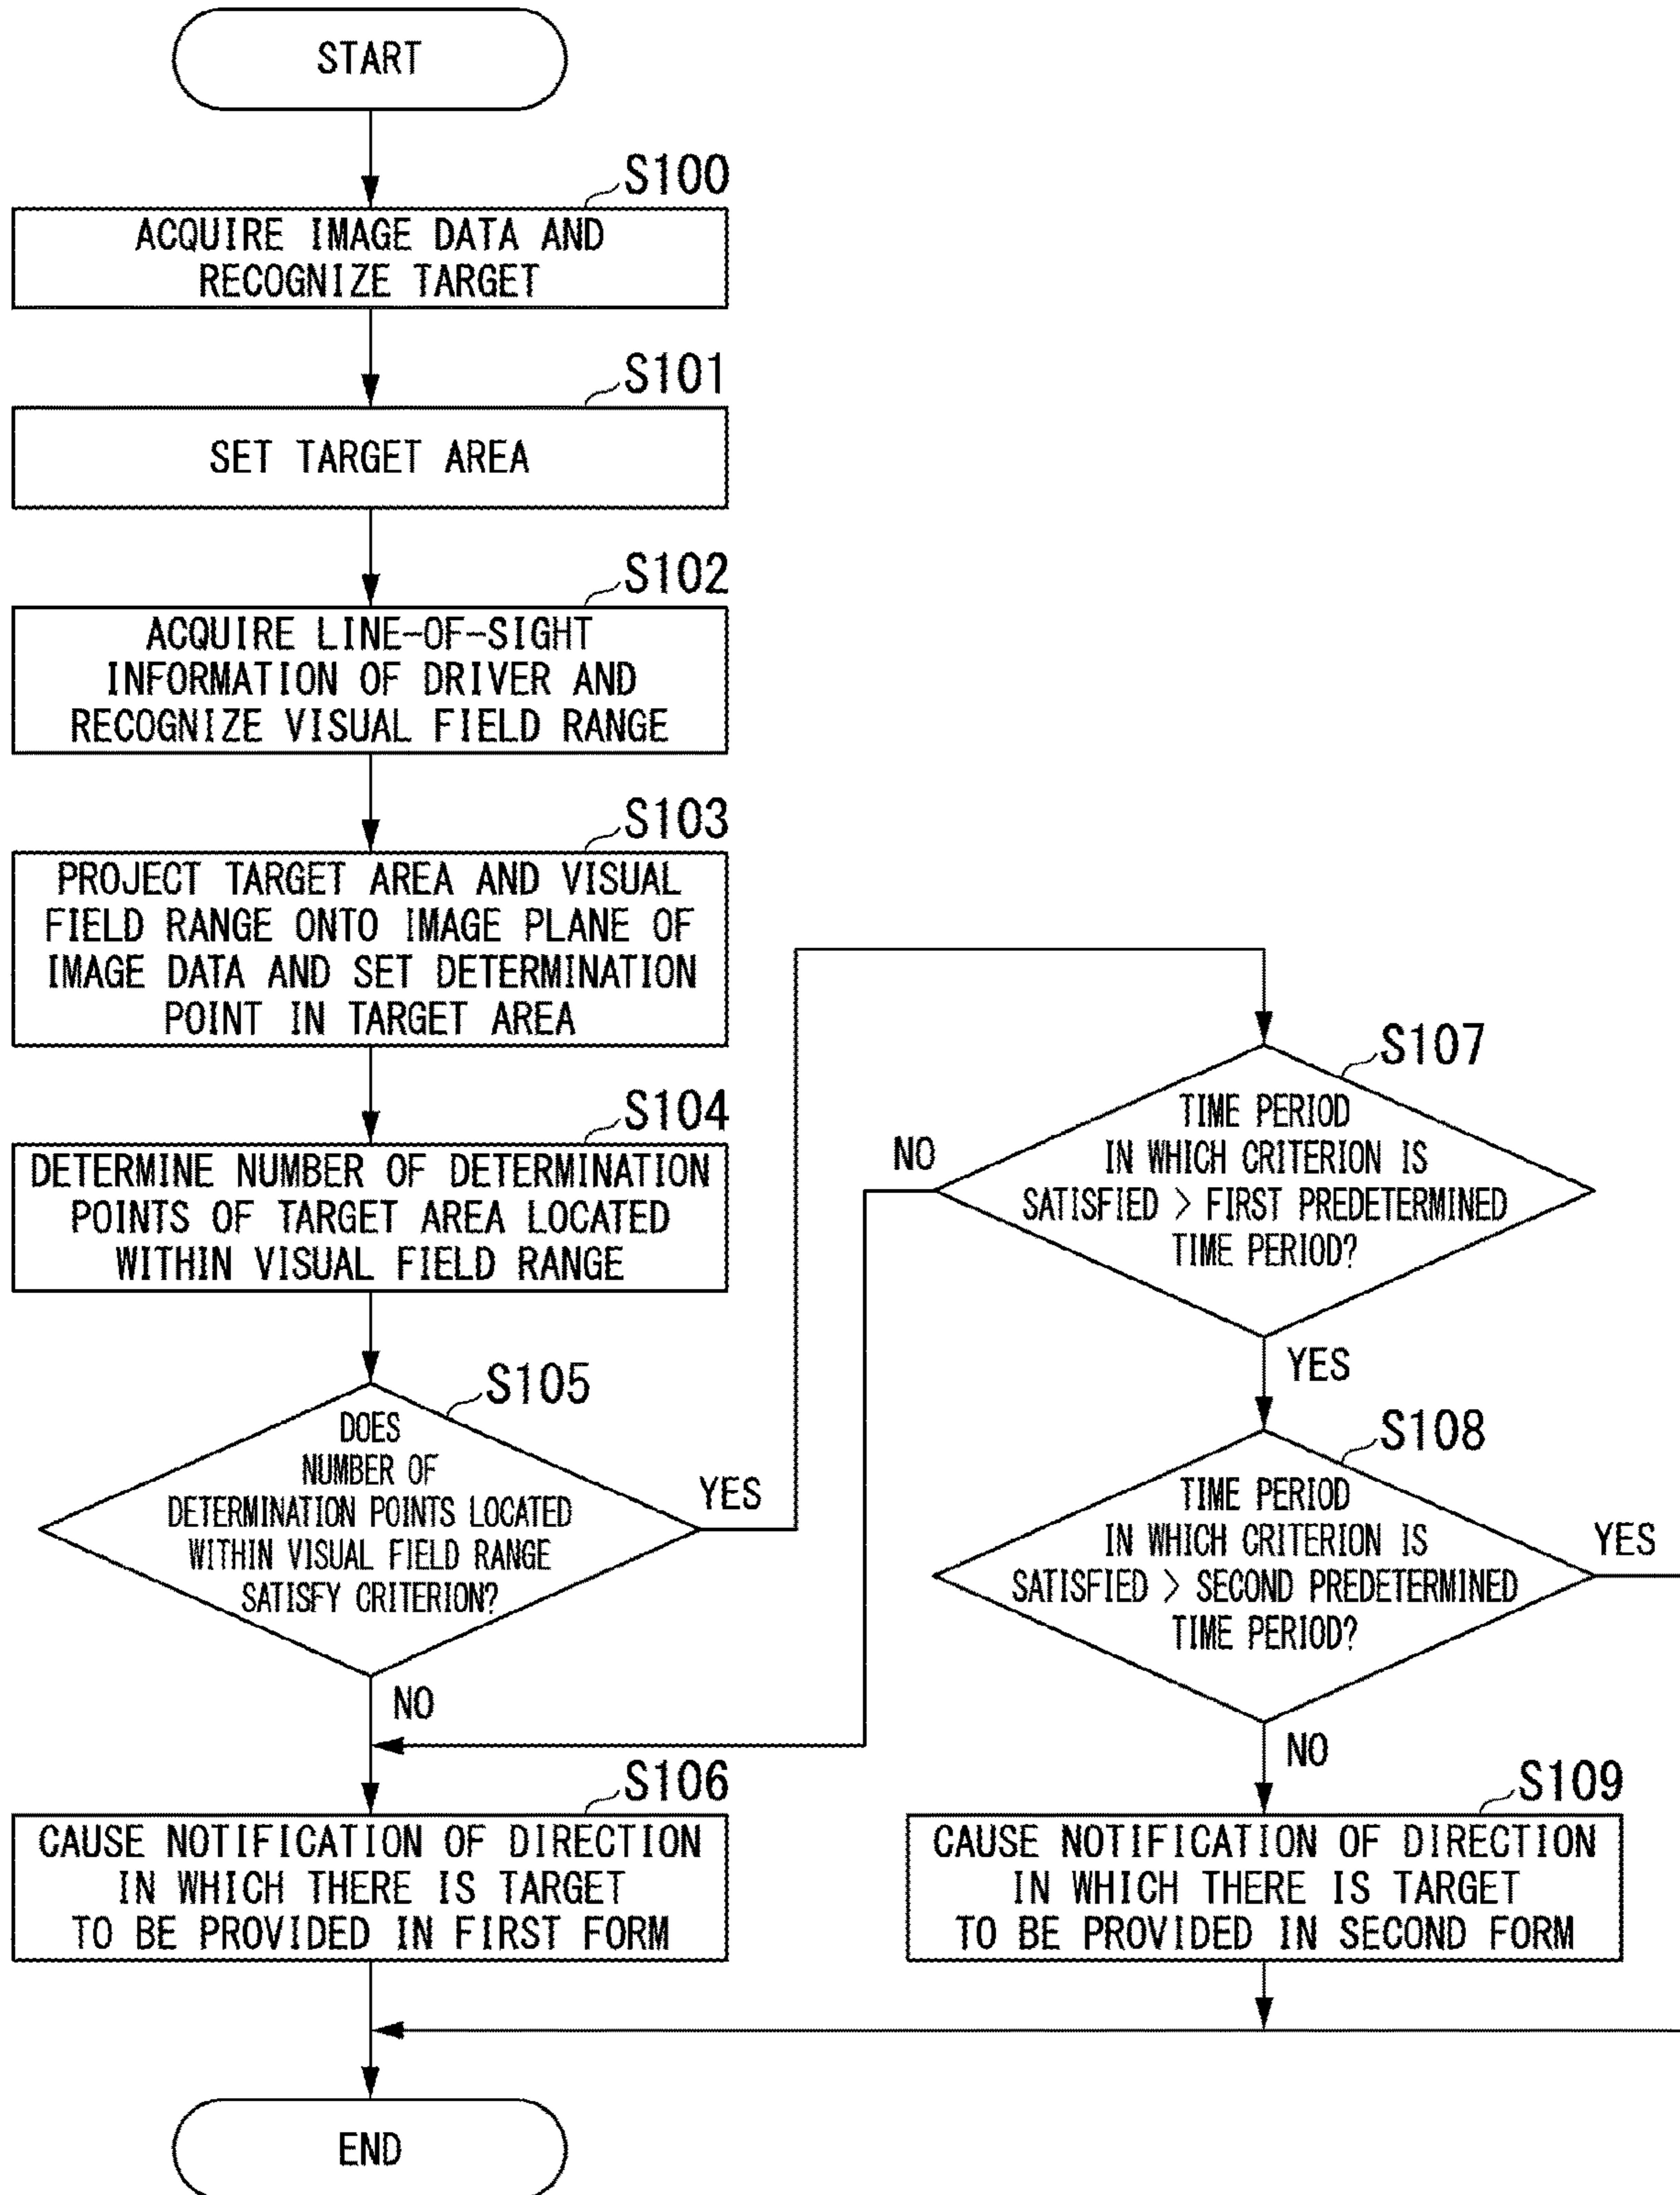 START
S100
ACQUIRE IMAGE DATA AND
RECOGNIZE TARGET
S101
SET TARGET AREA
S102
ACQUIRE LINE-OF-SIGHT
INFORMATION OF DRIVER AND
RECOGNIZE VISUAL FIELD RANGE
S103
PROJECT TARGET AREA AND VISUAL
FIELD RANGE ONTO IMAGE PLANE OF
IMAGE DATA AND SET DETERMINATION
POINT IN TARGET AREA
S104
DETERMINE NUMBER OF DETERMINATION
POINTS OF TARGET AREA LOCATED
WITHIN VISUAL FIELD RANGE
S105
DOES
NUMBER OF
DETERMINATION POINTS LOCATED
WITHIN VISUAL FIELD RANGE
SATISFY CRITERION?
YES
NO
S106
CAUSE NOTIFICATION OF DIRECTION
IN WHICH THERE IS TARGET
TO BE PROVIDED IN FIRST FORM
S107
TIME PERIOD
IN WHICH CRITERION IS
SATISFIED > FIRST PREDETERMINED
TIME PERIOD?
NO
YES
S108
TIME PERIOD
IN WHICH CRITERION IS
SATISFIED > SECOND PREDETERMINED
TIME PERIOD?
YES
NO
S109
CAUSE NOTIFICATION OF DIRECTION
IN WHICH THERE IS TARGET
TO BE PROVIDED IN SECOND FORM
END